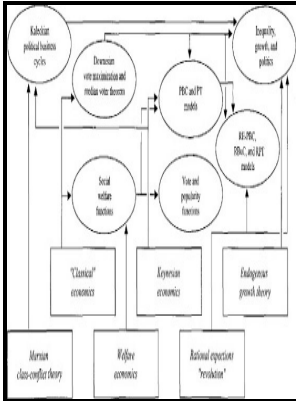 Kaleckian
political business
cycles
Inequality,
growth, and
politics
Downsian
vote maximization and
median voter theorem
PBC and PT
models
RE-PBC,
RBuC, and RPT
models
Social
welfare
functions
Vote and
popularity
functions
"Classical"
economics
Keynesian
economics
Endogenous
growth theory
Marxian
class-conflict theory
Welfare
economics
Rational expections
"revolution"